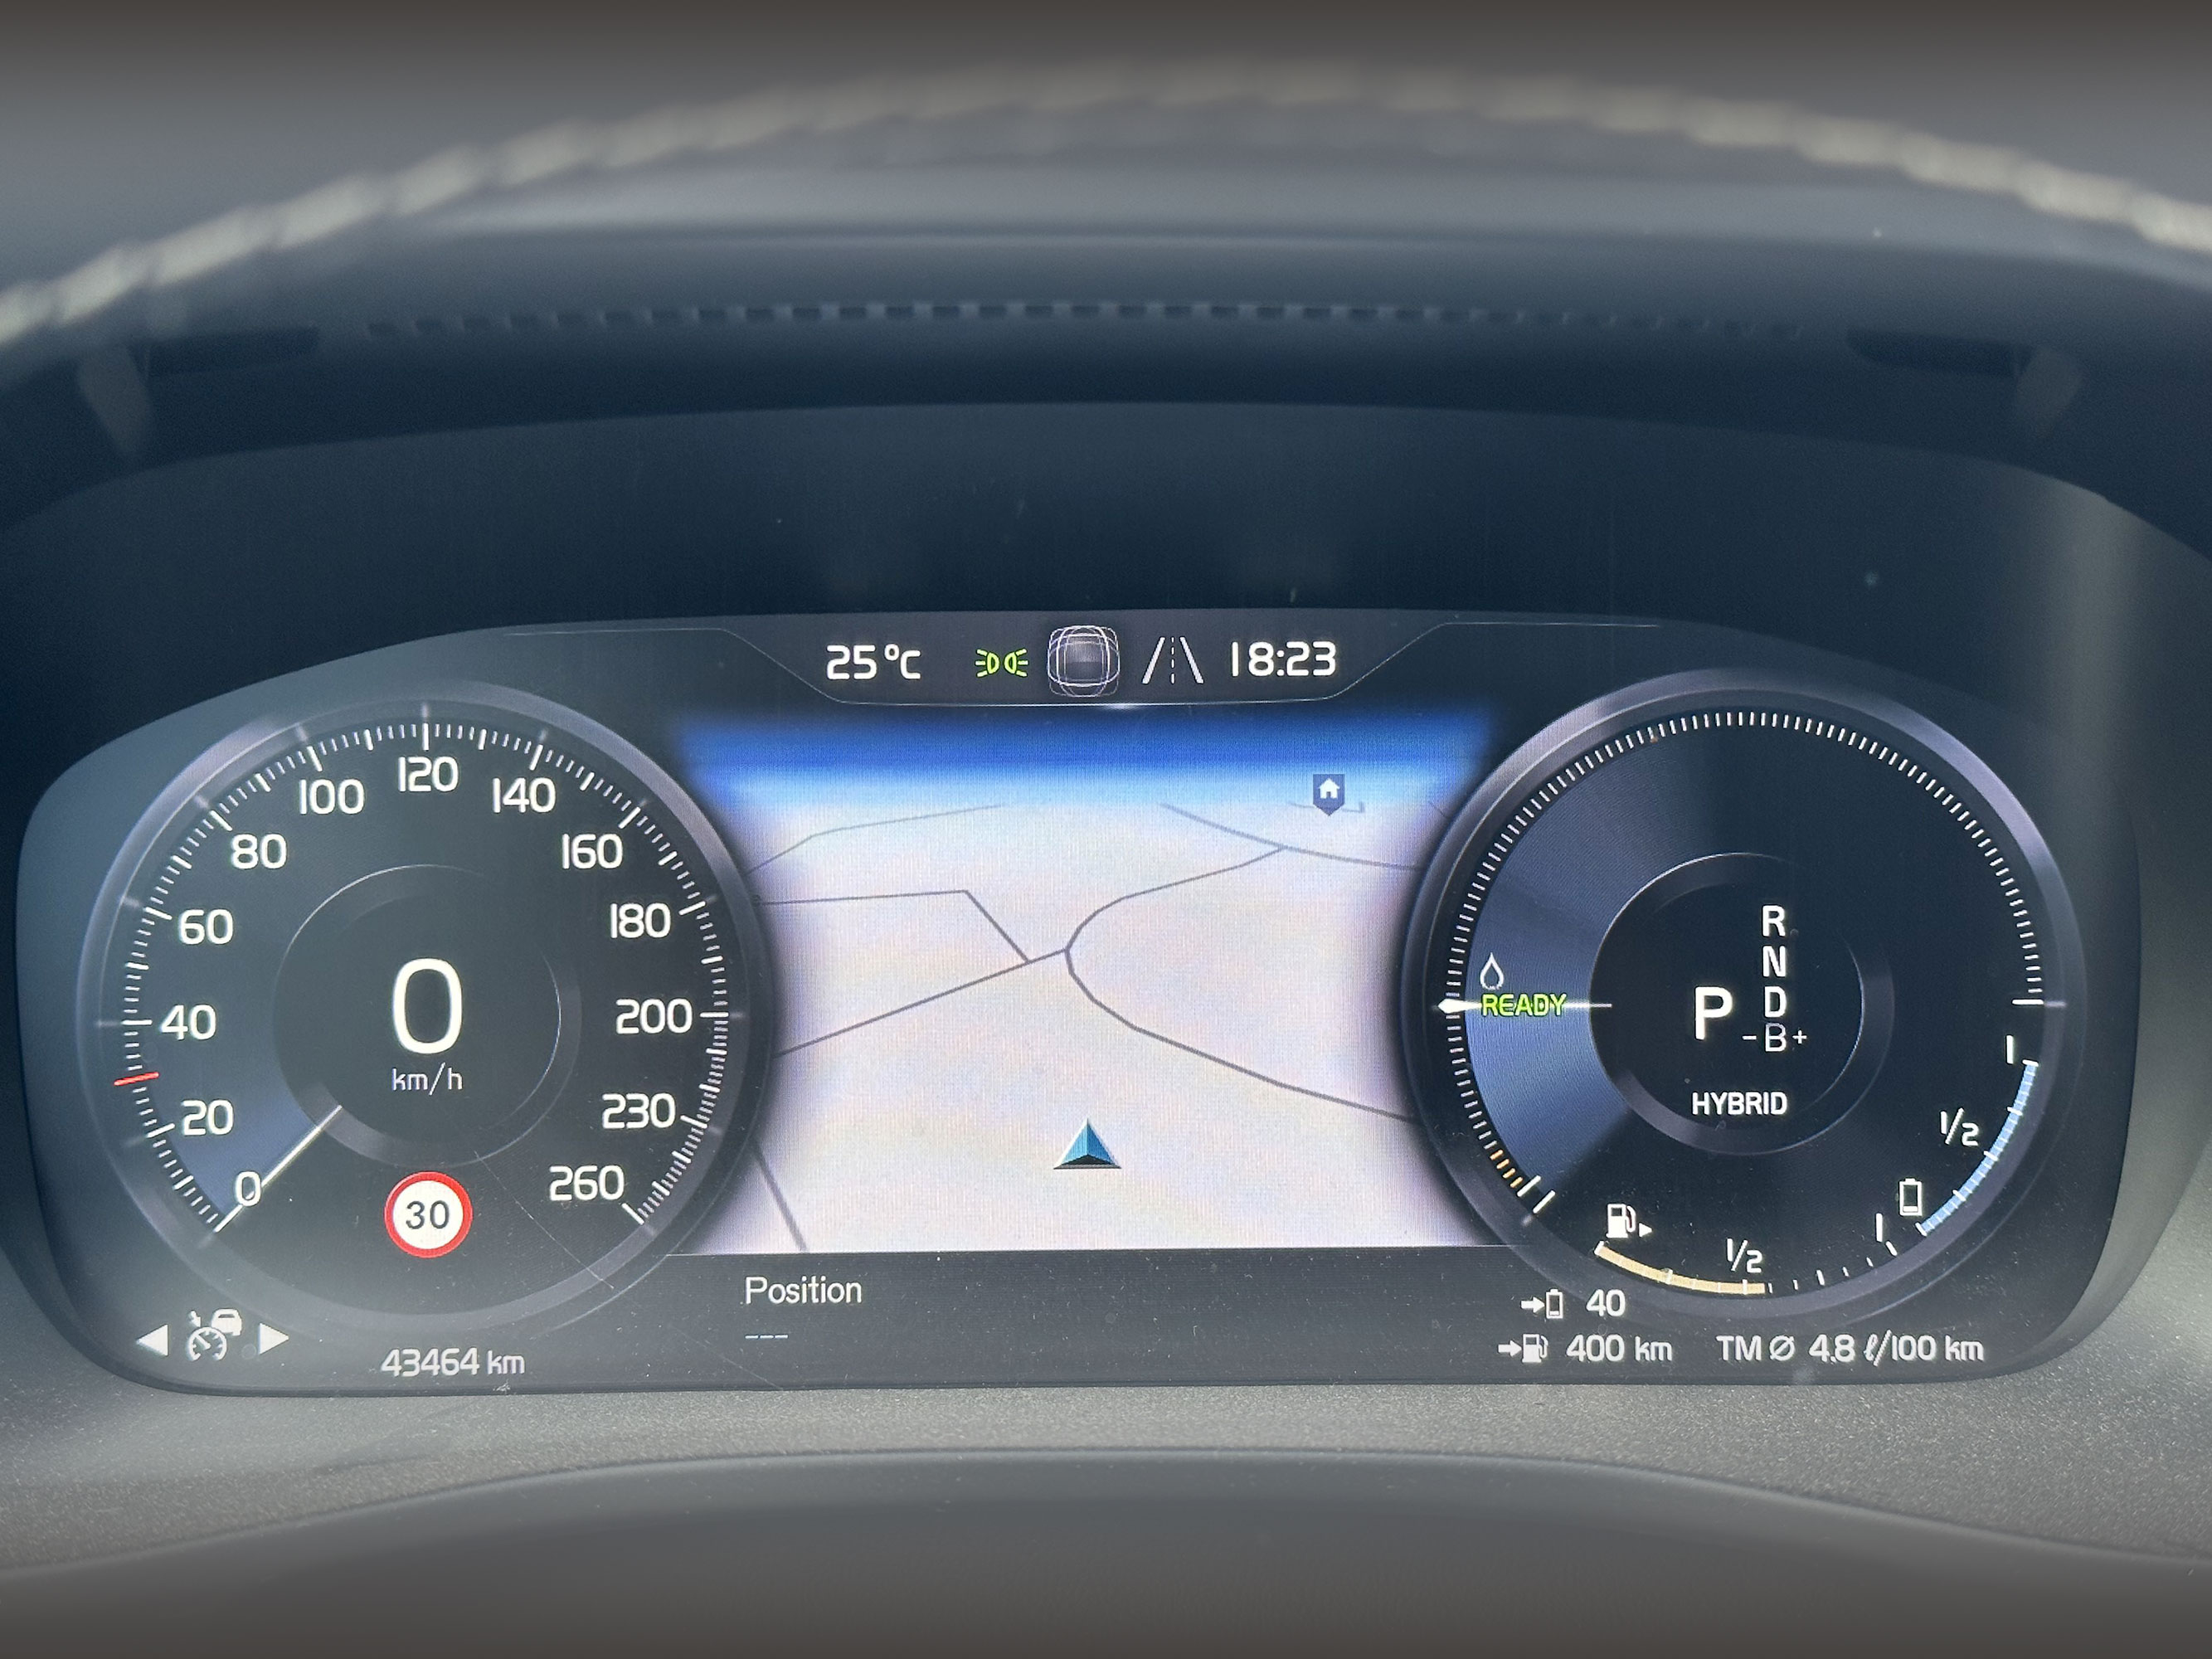 25°C 18:23
0
20
40
60
80
100
120
140
160
180
200
230
260
0
km/h
30
43464 km
Position
---
READY
R
N
P D
-B+
HYBRID
1
1/2
1/2
1
40
400 km TM Ø 4.8 ℓ/100 km